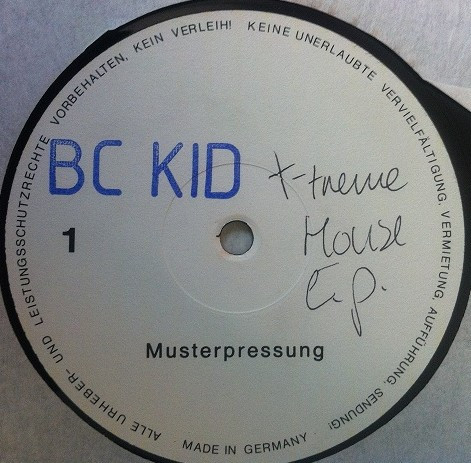 ALLE URHEBER- UND LEISTUNGSSCHUTZRECHTE VORBEHALTEN, KEIN VERLEIH! KEINE UNERLAUBTE VERVIELFÄLTIGUNG, VERMIETUNG, AUFFÜHRUNG, SENDUNG!
BC KID
X-treme
House
E.p.
1
Musterpressung
MADE IN GERMANY